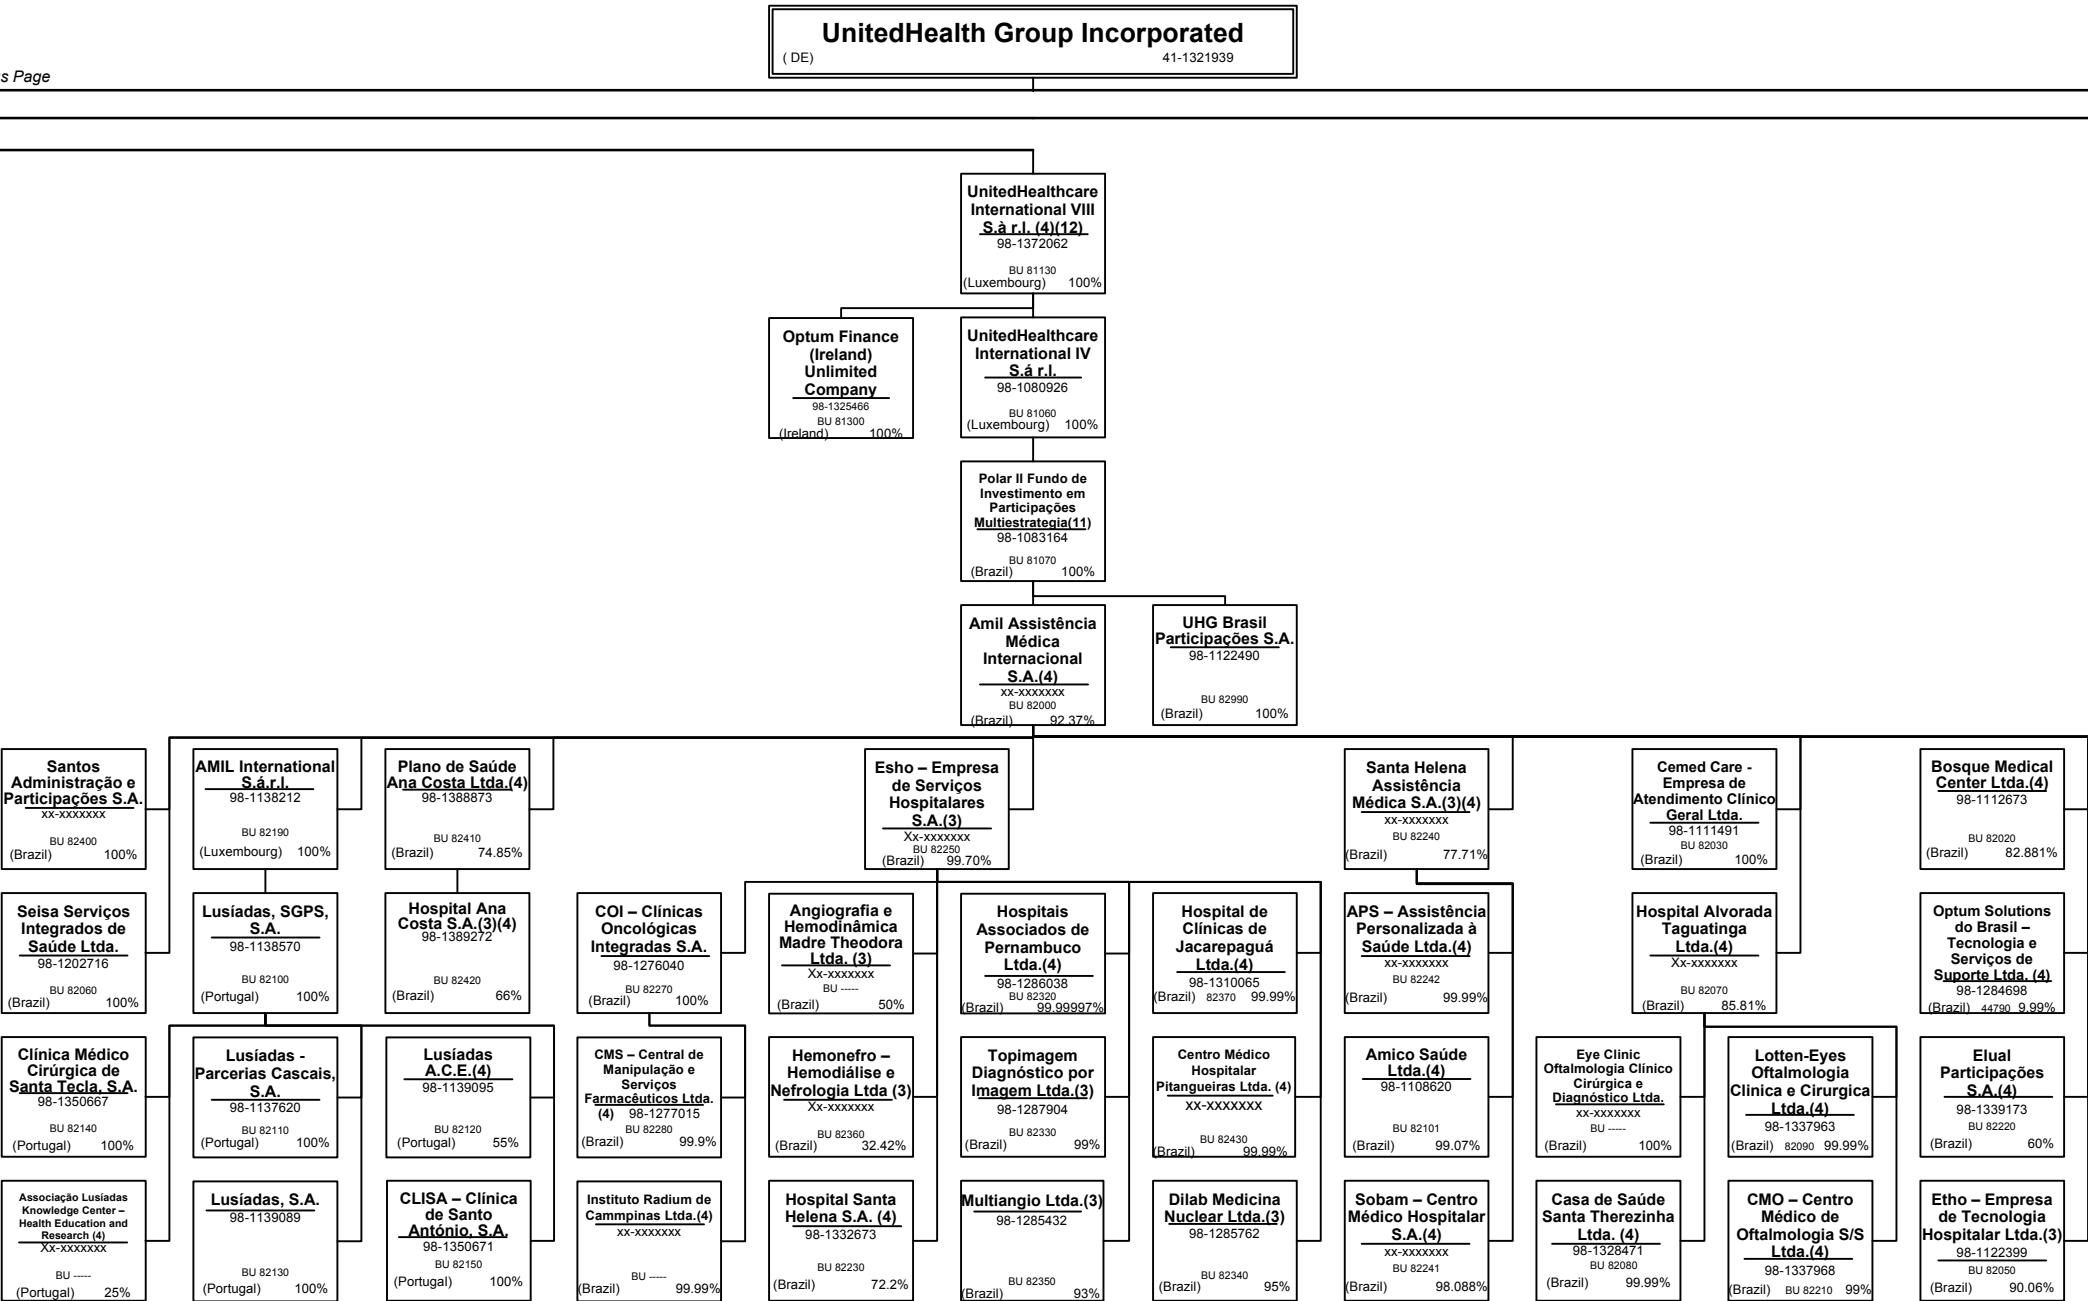 UnitedHealth Group Incorporated
( DE) 41-1321939
s Page
UnitedHealthcare
International VIII
S.à r.l. (4)(12)
98-1372062
BU 81130
(Luxembourg) 100%
Optum Finance
(Ireland)
Unlimited
Company
98-1325466
BU 81300
(Ireland) 100%
UnitedHealthcare
International IV
S.á r.l.
98-1080926
BU 81060
(Luxembourg) 100%
Polar II Fundo de
Investimento em
Participações
Multiestrategia(11)
98-1083164
BU 81070
(Brazil) 100%
Amil Assistência
Médica
Internacional
S.A.(4)
xx-xxxxxxx
BU 82000
(Brazil) 92.37%
UHG Brasil
Participações S.A.
98-1122490
BU 82990
(Brazil) 100%
Santos
Administração e
Participações S.A.
xx-xxxxxxx
BU 82400
(Brazil) 100%
AMIL International
S.á.r.l.
98-1138212
BU 82190
(Luxembourg) 100%
Plano de Saúde
Ana Costa Ltda.(4)
98-1388873
BU 82410
(Brazil) 74.85%
Esho – Empresa
de Serviços
Hospitalares
S.A.(3)
Xx-xxxxxxx
BU 82250
(Brazil) 99.70%
Santa Helena
Assistência
Médica S.A.(3)(4)
xx-xxxxxxx
BU 82240
(Brazil) 77.71%
Cemed Care -
Empresa de
Atendimento Clínico
Geral Ltda.
98-1111491
BU 82030
(Brazil) 100%
Bosque Medical
Center Ltda.(4)
98-1112673
BU 82020
(Brazil) 82.881%
Seisa Serviços
Integrados de
Saúde Ltda.
98-1202716
BU 82060
(Brazil) 100%
Lusíadas, SGPS,
S.A.
98-1138570
BU 82100
(Portugal) 100%
Hospital Ana
Costa S.A.(3)(4)
98-1389272
BU 82420
(Brazil) 66%
COI – Clínicas
Oncológicas
Integradas S.A.
98-1276040
BU 82270
(Brazil) 100%
Angiografia e
Hemodinâmica
Madre Theodora
Ltda. (3)
Xx-xxxxxxx
BU -----
(Brazil) 50%
Hospitais
Associados de
Pernambuco
Ltda.(4)
98-1286038
BU 82320
(Brazil) 99.99997%
Hospital de
Clínicas de
Jacarepaguá
Ltda.(4)
98-1310065
(Brazil) 82370 99.99%
APS – Assistência
Personalizada à
Saúde Ltda.(4)
xx-xxxxxxx
BU 82242
(Brazil) 99.99%
Hospital Alvorada
Taguatinga
Ltda.(4)
Xx-xxxxxxx
BU 82070
(Brazil) 85.81%
Optum Solutions
do Brasil –
Tecnologia e
Serviços de
Suporte Ltda. (4)
98-1284698
(Brazil) 44790 9.99%
Clínica Médico
Cirúrgica de
Santa Tecla, S.A.
98-1350667
BU 82140
(Portugal) 100%
Lusíadas -
Parcerias Cascais,
S.A.
98-1137620
BU 82110
(Portugal) 100%
Lusíadas
A.C.E.(4)
98-1139095
BU 82120
(Portugal) 55%
CMS – Central de
Manipulação e
Serviços
Farmacêuticos Ltda.
(4) 98-1277015
BU 82280
(Brazil) 99.9%
Hemonefro –
Hemodiálise e
Nefrologia Ltda (3)
Xx-xxxxxxx
BU 82360
(Brazil) 32.42%
Topimagem
Diagnóstico por
Imagem Ltda.(3)
98-1287904
BU 82330
(Brazil) 99%
Centro Médico
Hospitalar
Pitangueiras Ltda. (4)
xx-xxxxxxx
BU 82430
(Brazil) 99.99%
Amico Saúde
Ltda.(4)
98-1108620
BU 82101
(Brazil) 99.07%
Eye Clinic
Oftalmologia Clínico
Cirúrgica e
Diagnóstico Ltda.
xx-xxxxxxx
BU -----
(Brazil) 100%
Lotten-Eyes
Oftalmologia
Clinica e Cirurgica
Ltda.(4)
98-1337963
(Brazil) 82090 99.99%
Elual
Participações
S.A.(4)
98-1339173
BU 82220
(Brazil) 60%
Associação Lusíadas
Knowledge Center –
Health Education and
Research (4)
Xx-xxxxxxx
BU -----
(Portugal) 25%
Lusíadas, S.A.
98-1139089
BU 82130
(Portugal) 100%
CLISA – Clínica
de Santo
António, S.A.
98-1350671
BU 82150
(Portugal) 100%
Instituto Radium de
Cammpinas Ltda.(4)
xx-xxxxxxx
BU -----
(Brazil) 99.99%
Hospital Santa
Helena S.A. (4)
98-1332673
BU 82230
(Brazil) 72.2%
Multiangio Ltda.(3)
98-1285432
BU 82350
(Brazil) 93%
Dilab Medicina
Nuclear Ltda.(3)
98-1285762
BU 82340
(Brazil) 95%
Sobam – Centro
Médico Hospitalar
S.A.(4)
xx-xxxxxxx
BU 82241
(Brazil) 98.088%
Casa de Saúde
Santa Therezinha
Ltda. (4)
98-1328471
BU 82080
(Brazil) 99.99%
CMO – Centro
Médico de
Oftalmologia S/S
Ltda.(4)
98-1337968
(Brazil) BU 82210 99%
Etho – Empresa
de Tecnologia
Hospitalar Ltda.(3)
98-1122399
BU 82050
(Brazil) 90.06%